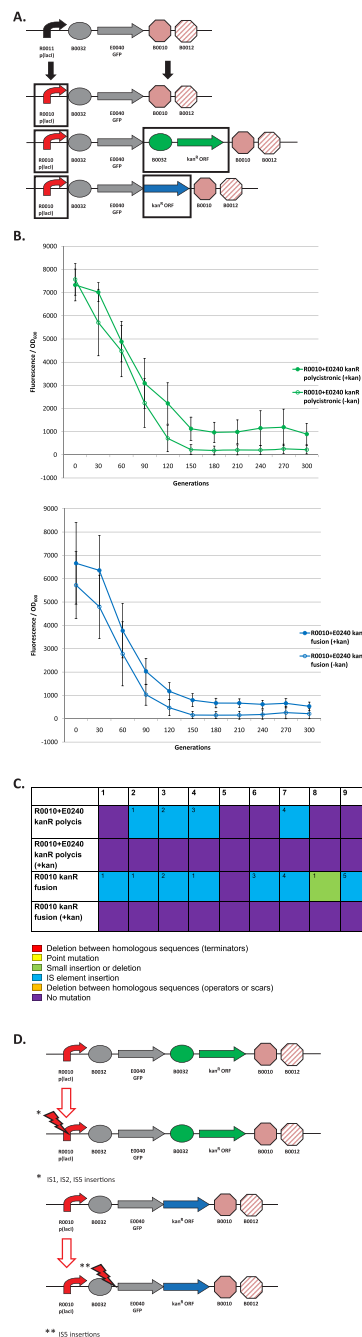 A.
R0011 p(lacI) B0032 E0040 GFP B0010 B0012
R0010 p(lacI) B0032 E0040 GFP B0010 B0012
R0010 p(lacI) B0032 E0040 GFP B0032 kanR ORF B0010 B0012
R0010 p(lacI) B0032 E0040 GFP kanR ORF B0010 B0012
B.
Fluorescence / OD600
9000
8000
7000
6000
5000
4000
3000
2000
1000
0
-1000
0 30 60 90 120 150 180 210 240 270 300
Generations
R0010+E0240 kanR polycistronic (+kan)
R0010+E0240 kanR polycistronic (-kan)
Fluorescence / OD600
9000
8000
7000
6000
5000
4000
3000
2000
1000
0
-1000
0 30 60 90 120 150 180 210 240 270 300
Generations
R0010+E0240 kanR fusion (+kan)
R0010+E0240 kanR fusion (-kan)
C.
1 2 3 4 5 6 7 8 9
R0010+E0240 kanR polycis 1 2 3 4
R0010+E0240 kanR polycis (+kan)
R0010 kanR fusion 1 1 2 1 3 4 1 5
R0010 kanR fusion (+kan)
Deletion between homologous sequences (terminators)
Point mutation
Small insertion or deletion
IS element insertion
Deletion between homologous sequences (operators or scars)
No mutation
D.
R0010 p(lacI) B0032 E0040 GFP B0032 kanR ORF B0010 B0012
*
R0010 p(lacI) B0032 E0040 GFP B0032 kanR ORF B0010 B0012
* IS1, IS2, IS5 insertions
R0010 p(lacI) B0032 E0040 GFP kanR ORF B0010 B0012
**
R0010 p(lacI) B0032 E0040 GFP kanR ORF B0010 B0012
** IS5 insertions